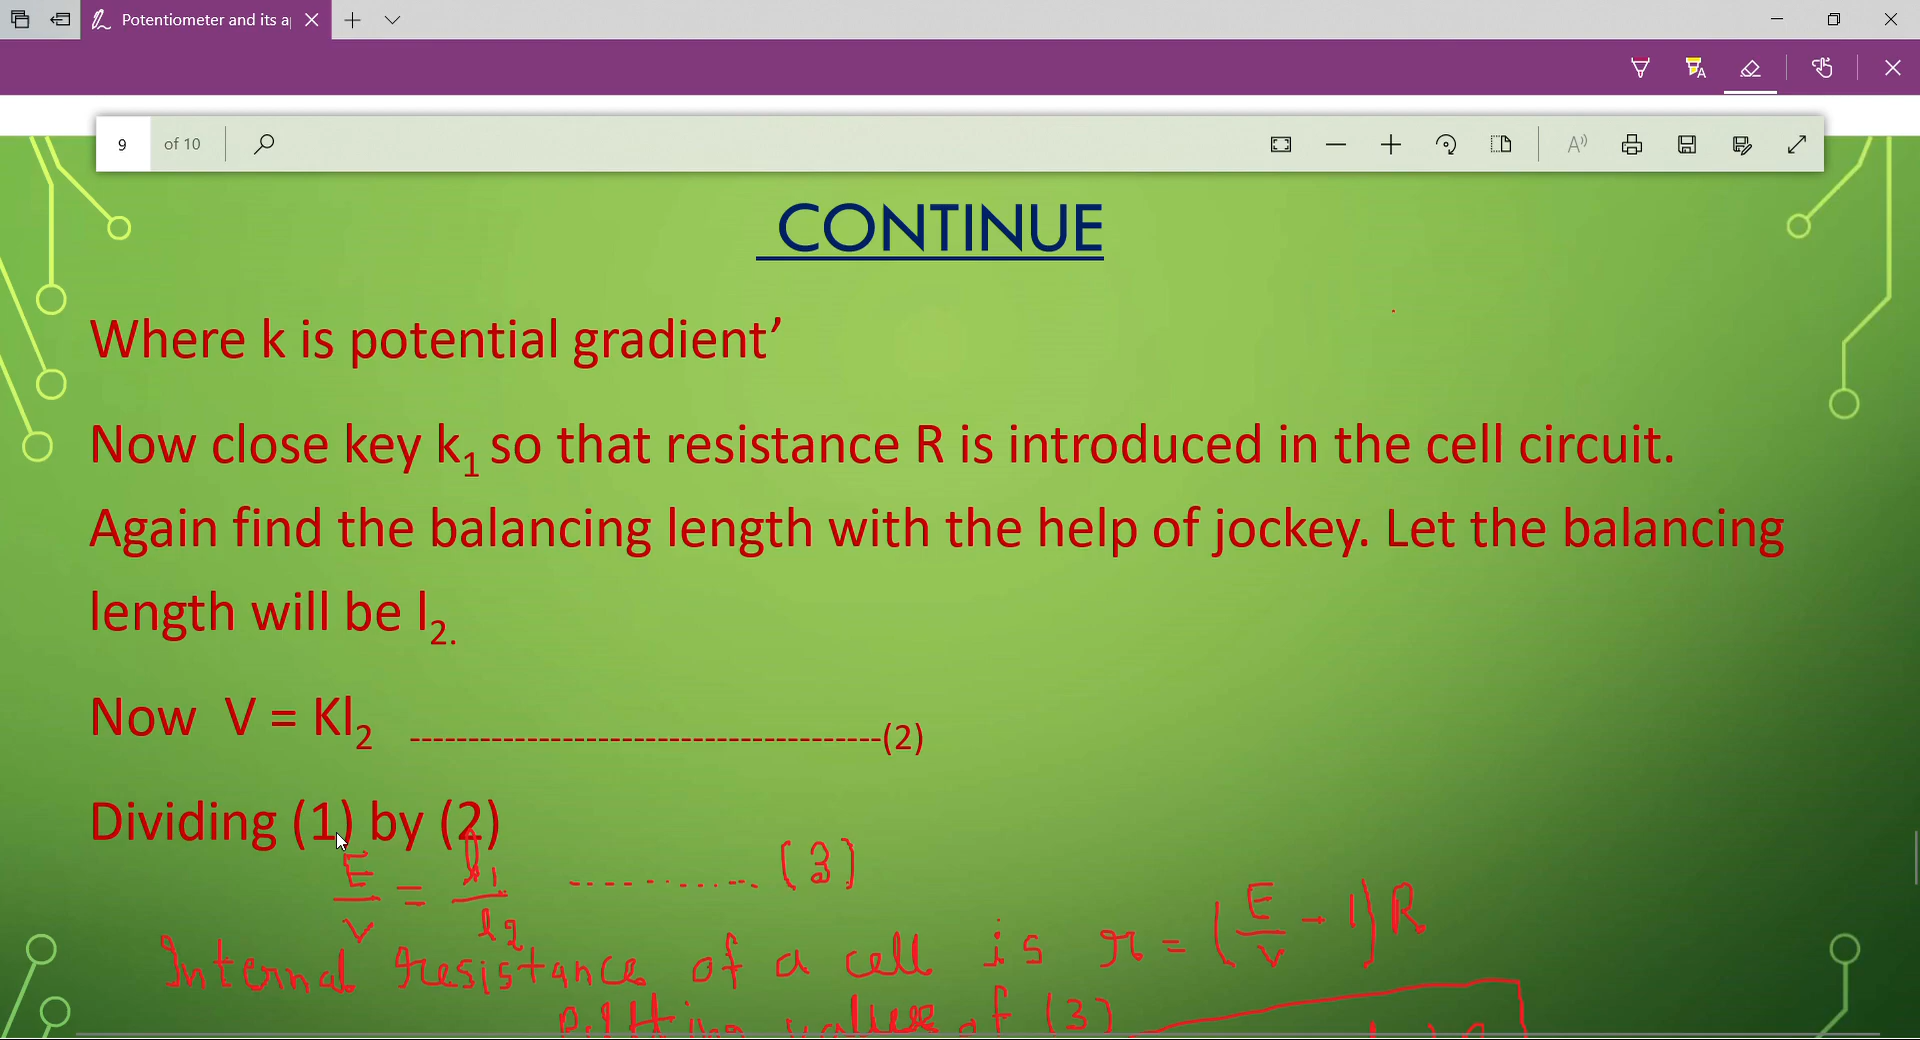 Potentiometer and its a
9 of 10
CONTINUE
Where k is potential gradient’
Now close key k₁ so that resistance R is introduced in the cell circuit.
Again find the balancing length with the help of jockey. Let the balancing
length will be l₂.
Now V = Kl₂ ---------------------------------------(2)
Dividing (1) by (2)
E/V = l₁/l₂ ............ (3)
Internal resistance of a cell is r = (E/V - 1) R
of (3)